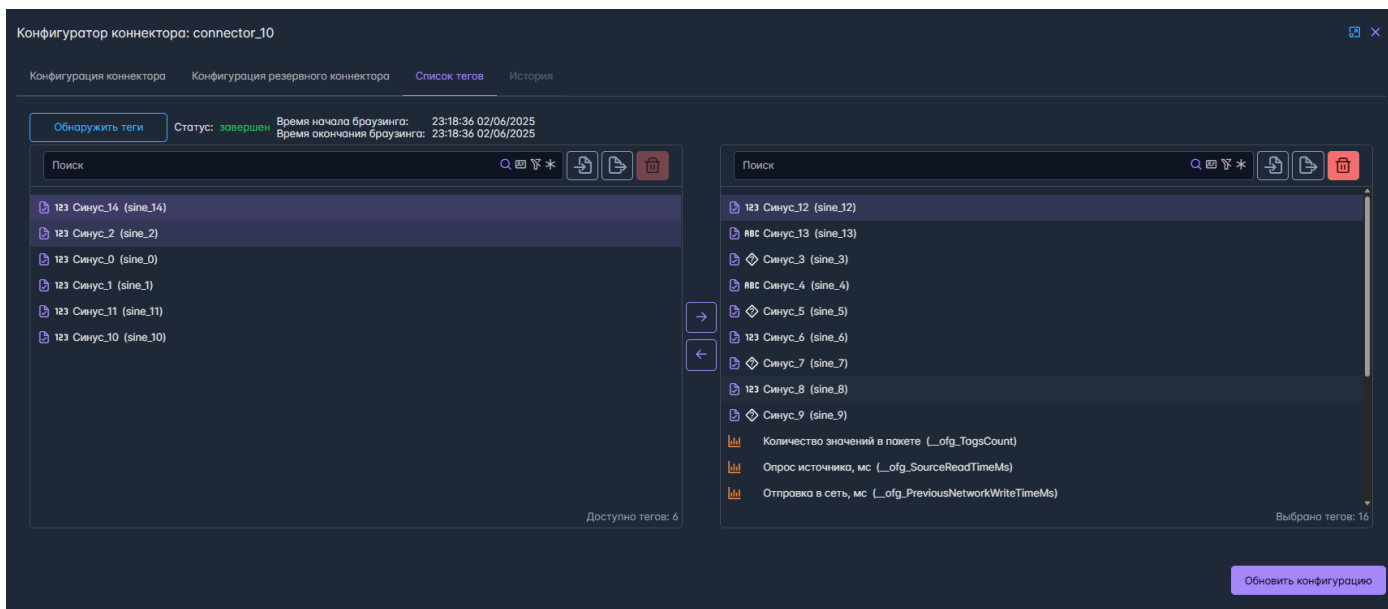 Конфигуратор коннектора: connector_10
Конфигурация коннектора Конфигурация резервного коннектора Список тегов История
Обнаружить теги Статус: завершен
Время начала браузинга: 23:18:36 02/06/2025
Время окончания браузинга: 23:18:36 02/06/2025
Поиск
123 Синус_14 (sine_14)
123 Синус_2 (sine_2)
123 Синус_0 (sine_0)
123 Синус_1 (sine_1)
123 Синус_11 (sine_11)
123 Синус_10 (sine_10)
Доступно тегов: 6
Поиск
123 Синус_12 (sine_12)
ABC Синус_13 (sine_13)
Синус_3 (sine_3)
ABC Синус_4 (sine_4)
Синус_5 (sine_5)
123 Синус_6 (sine_6)
Синус_7 (sine_7)
123 Синус_8 (sine_8)
Синус_9 (sine_9)
Количество значений в пакете (__ofg_TagsCount)
Опрос источника, мс (__ofg_SourceReadTimeMs)
Отправка в сеть, мс (__ofg_PreviousNetworkWriteTimeMs)
Выбрано тегов: 16
Обновить конфигурацию